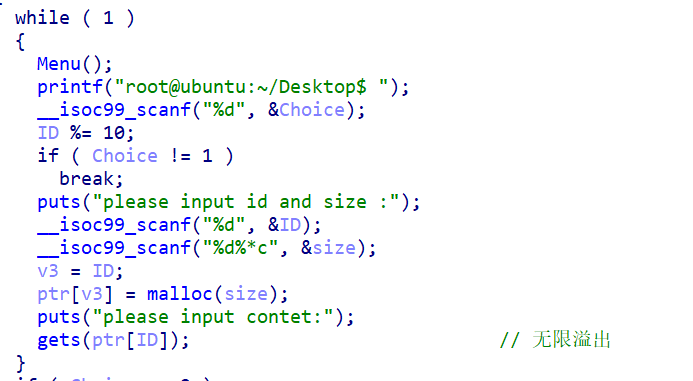 while ( 1 )
{
Menu();
printf("root@ubuntu:~/Desktop$ ");
__isoc99_scanf("%d", &Choice);
ID %= 10;
if ( Choice != 1 )
break;
puts("please input id and size :");
__isoc99_scanf("%d", &ID);
__isoc99_scanf("%d%*c", &size);
v3 = ID;
ptr[v3] = malloc(size);
puts("please input contet:");
gets(ptr[ID]); // 无限溢出
}